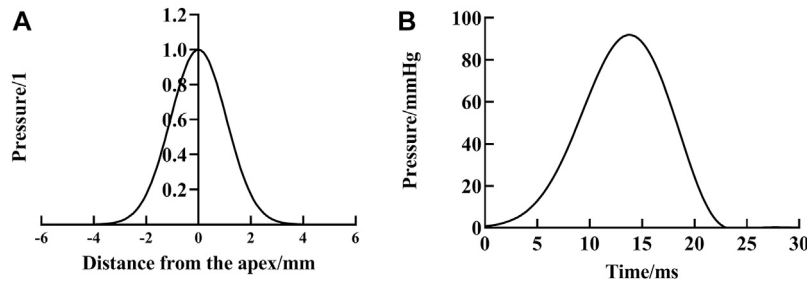 A
Pressure/1
1.2
1.0
0.8
0.6
0.4
0.2
-6 -4 -2 0 2 4 6
Distance from the apex/mm
B
Pressure/mmHg
100
80
60
40
20
0
0 5 10 15 20 25 30
Time/ms